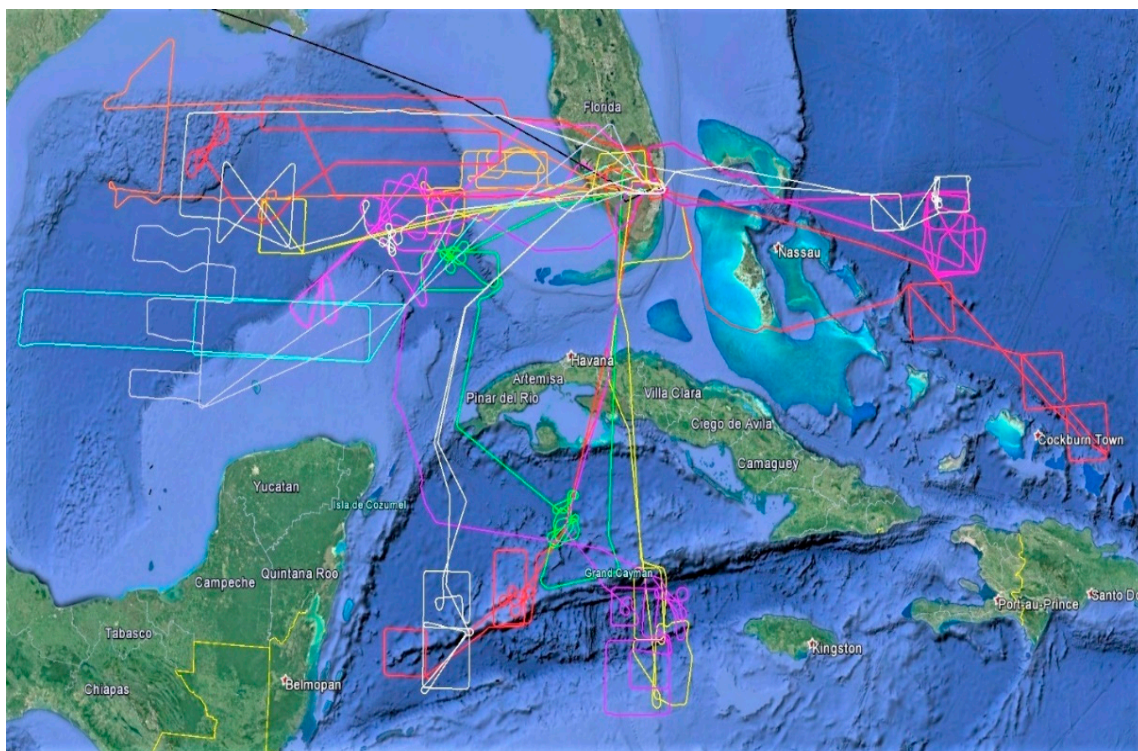 Florida
Nassau
Havana
Artemisa
Pinar del Río
Villa Clara
Ciego de Avila
Camaguey
Cockburn Town
Yucatan
Isla de Cozumel
Campeche
Quintana Roo
Grand Cayman
Tabasco
Chiapas
Belmopan
Kingston
Port-au-Prince
Santo Do